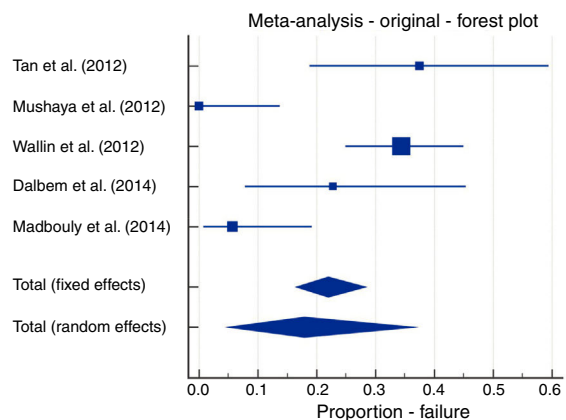 Meta-analysis - original - forest plot
Tan et al. (2012)
Mushaya et al. (2012)
Wallin et al. (2012)
Dalbem et al. (2014)
Madbouly et al. (2014)
Total (fixed effects)
Total (random effects)
0.0 0.1 0.2 0.3 0.4 0.5 0.6
Proportion - failure